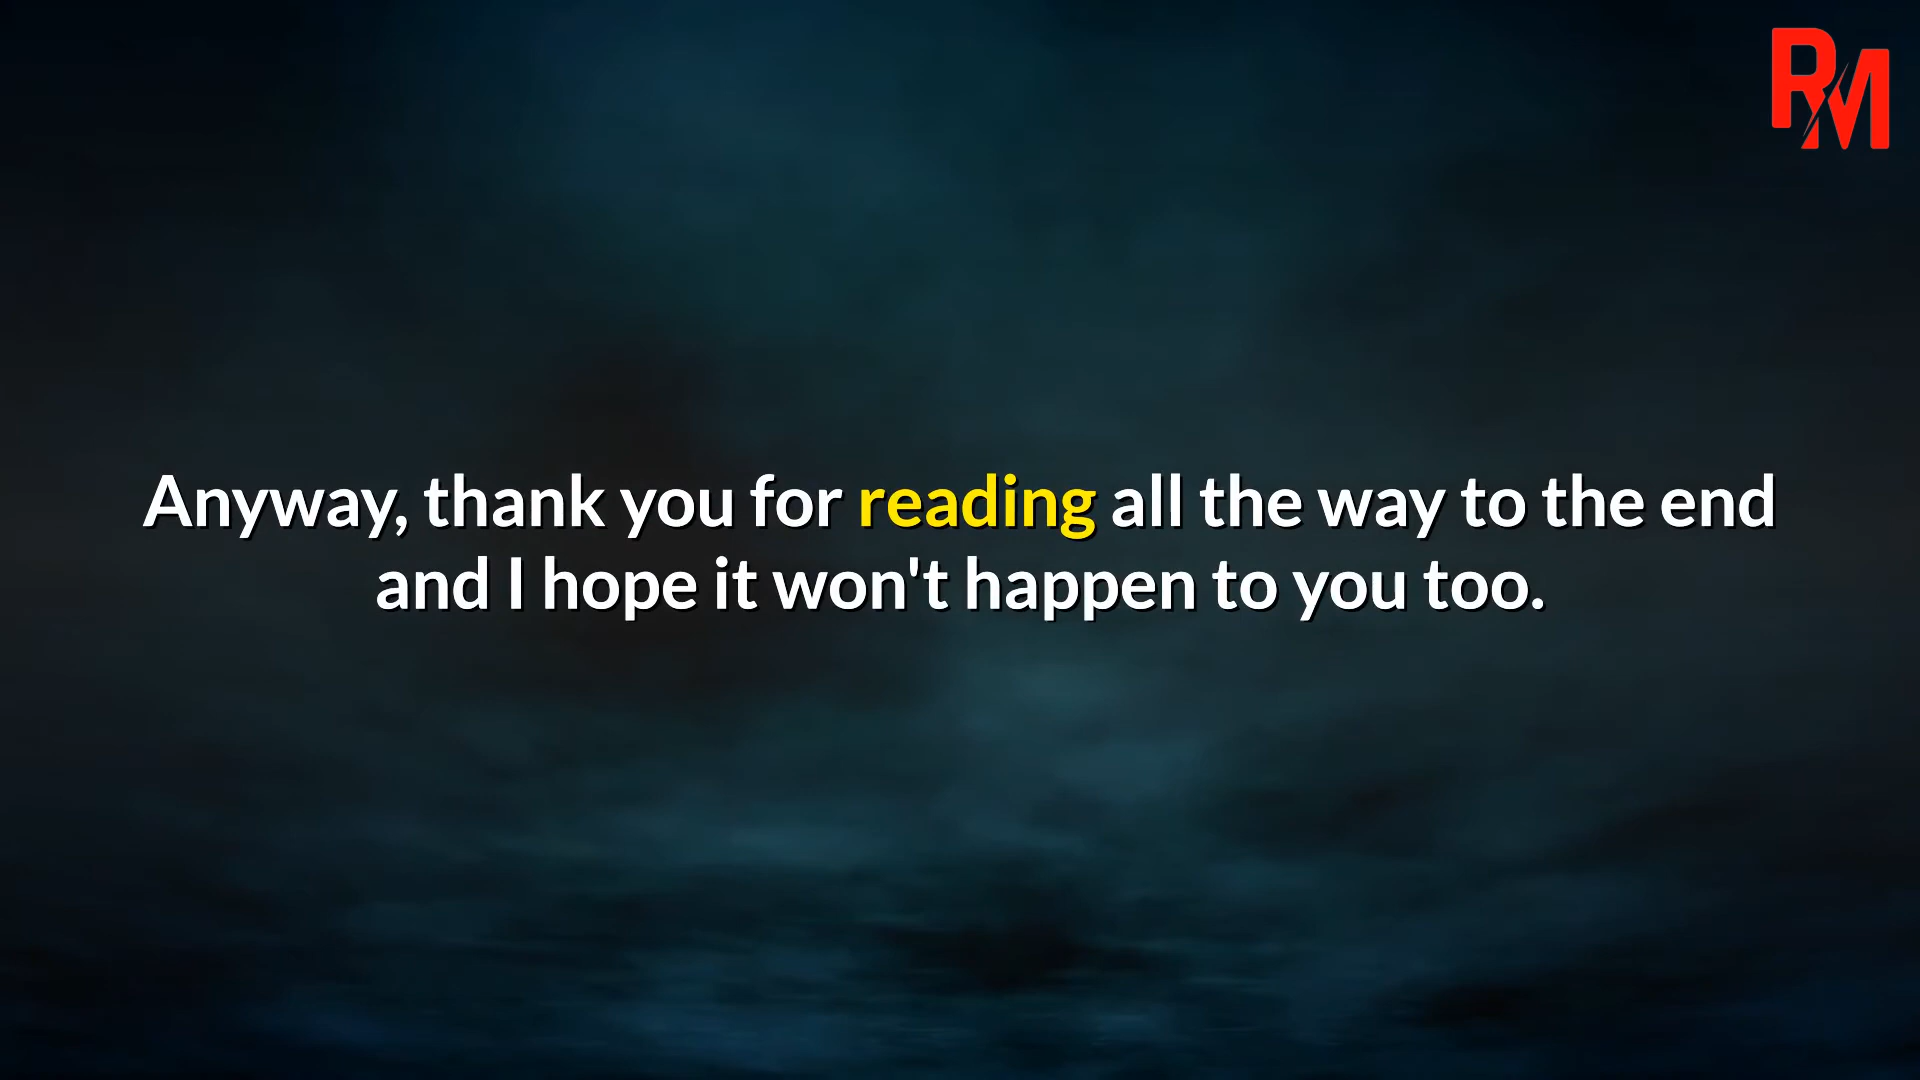 RM
Anyway, thank you for reading all the way to the end
and I hope it won't happen to you too.